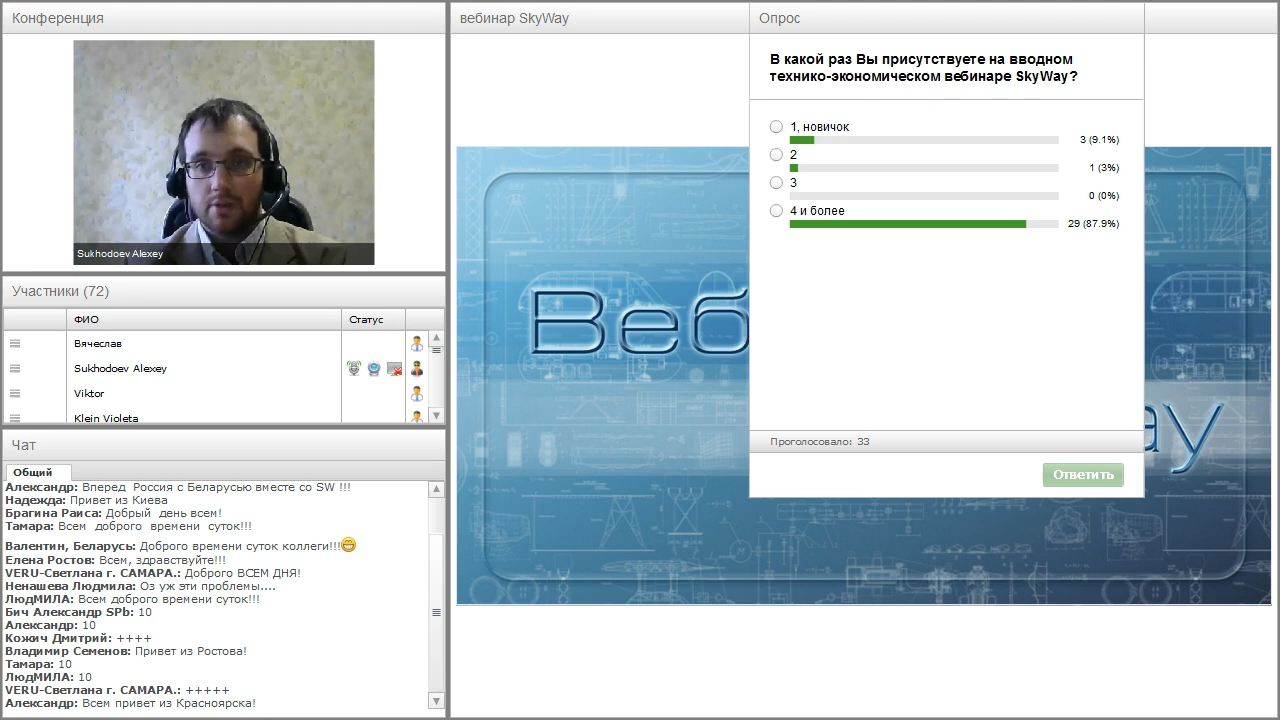 Конференция
Sukhodoev Alexey
Участники (72)
ФИО
Статус
Вячеслав
Sukhodoev Alexey
Viktor
Klein Violeta
Чат
Общий
Александр: Вперед Россия с Беларусью вместе со SW !!!
Надежда: Привет из Киева
Брагина Раиса: Добрый день всем!
Тамара: Всем доброго времени суток!!!
Валентин, Беларусь: Доброго времени суток коллеги!!!
Елена Ростов: Всем, здравствуйте!!!
VERU-Светлана г. САМАРА.: Доброго ВСЕМ ДНЯ!
Ненашева Людмила: Оз уж эти проблемы....
ЛюдМИЛА: Всем доброго времени суток!!!
Бич Александр SPb: 10
Александр: 10
Кожич Дмитрий: ++++
Владимир Семенов: Привет из Ростова!
Тамара: 10
ЛюдМИЛА: 10
VERU-Светлана г. САМАРА.: +++++
Александр: Всем привет из Красноярска!
вебинар SkyWay
Веб
ay
Опрос
В какой раз Вы присутствуете на вводном
технико-экономическом вебинаре SkyWay?
1, новичок
3 (9.1%)
2
1 (3%)
3
0 (0%)
4 и более
29 (87.9%)
Проголосовало: 33
Ответить